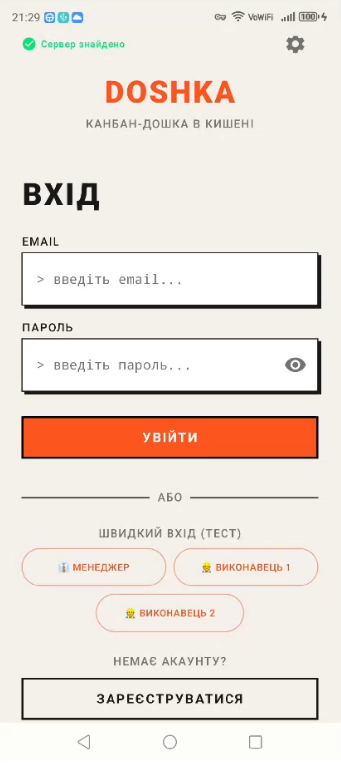 21:29 VoWiFi 100
Сервер знайдено
DOSHKA
КАНБАН-ДОШКА В КИШЕНІ
ВХІД
EMAIL
> введіть email...
ПАРОЛЬ
> введіть пароль...
УВІЙТИ
АБО
ШВИДКИЙ ВХІД (ТЕСТ)
МЕНЕДЖЕР ВИКОНАВЕЦЬ 1
ВИКОНАВЕЦЬ 2
НЕМАЄ АКАУНТУ?
ЗАРЕЄСТРУВАТИСЯ